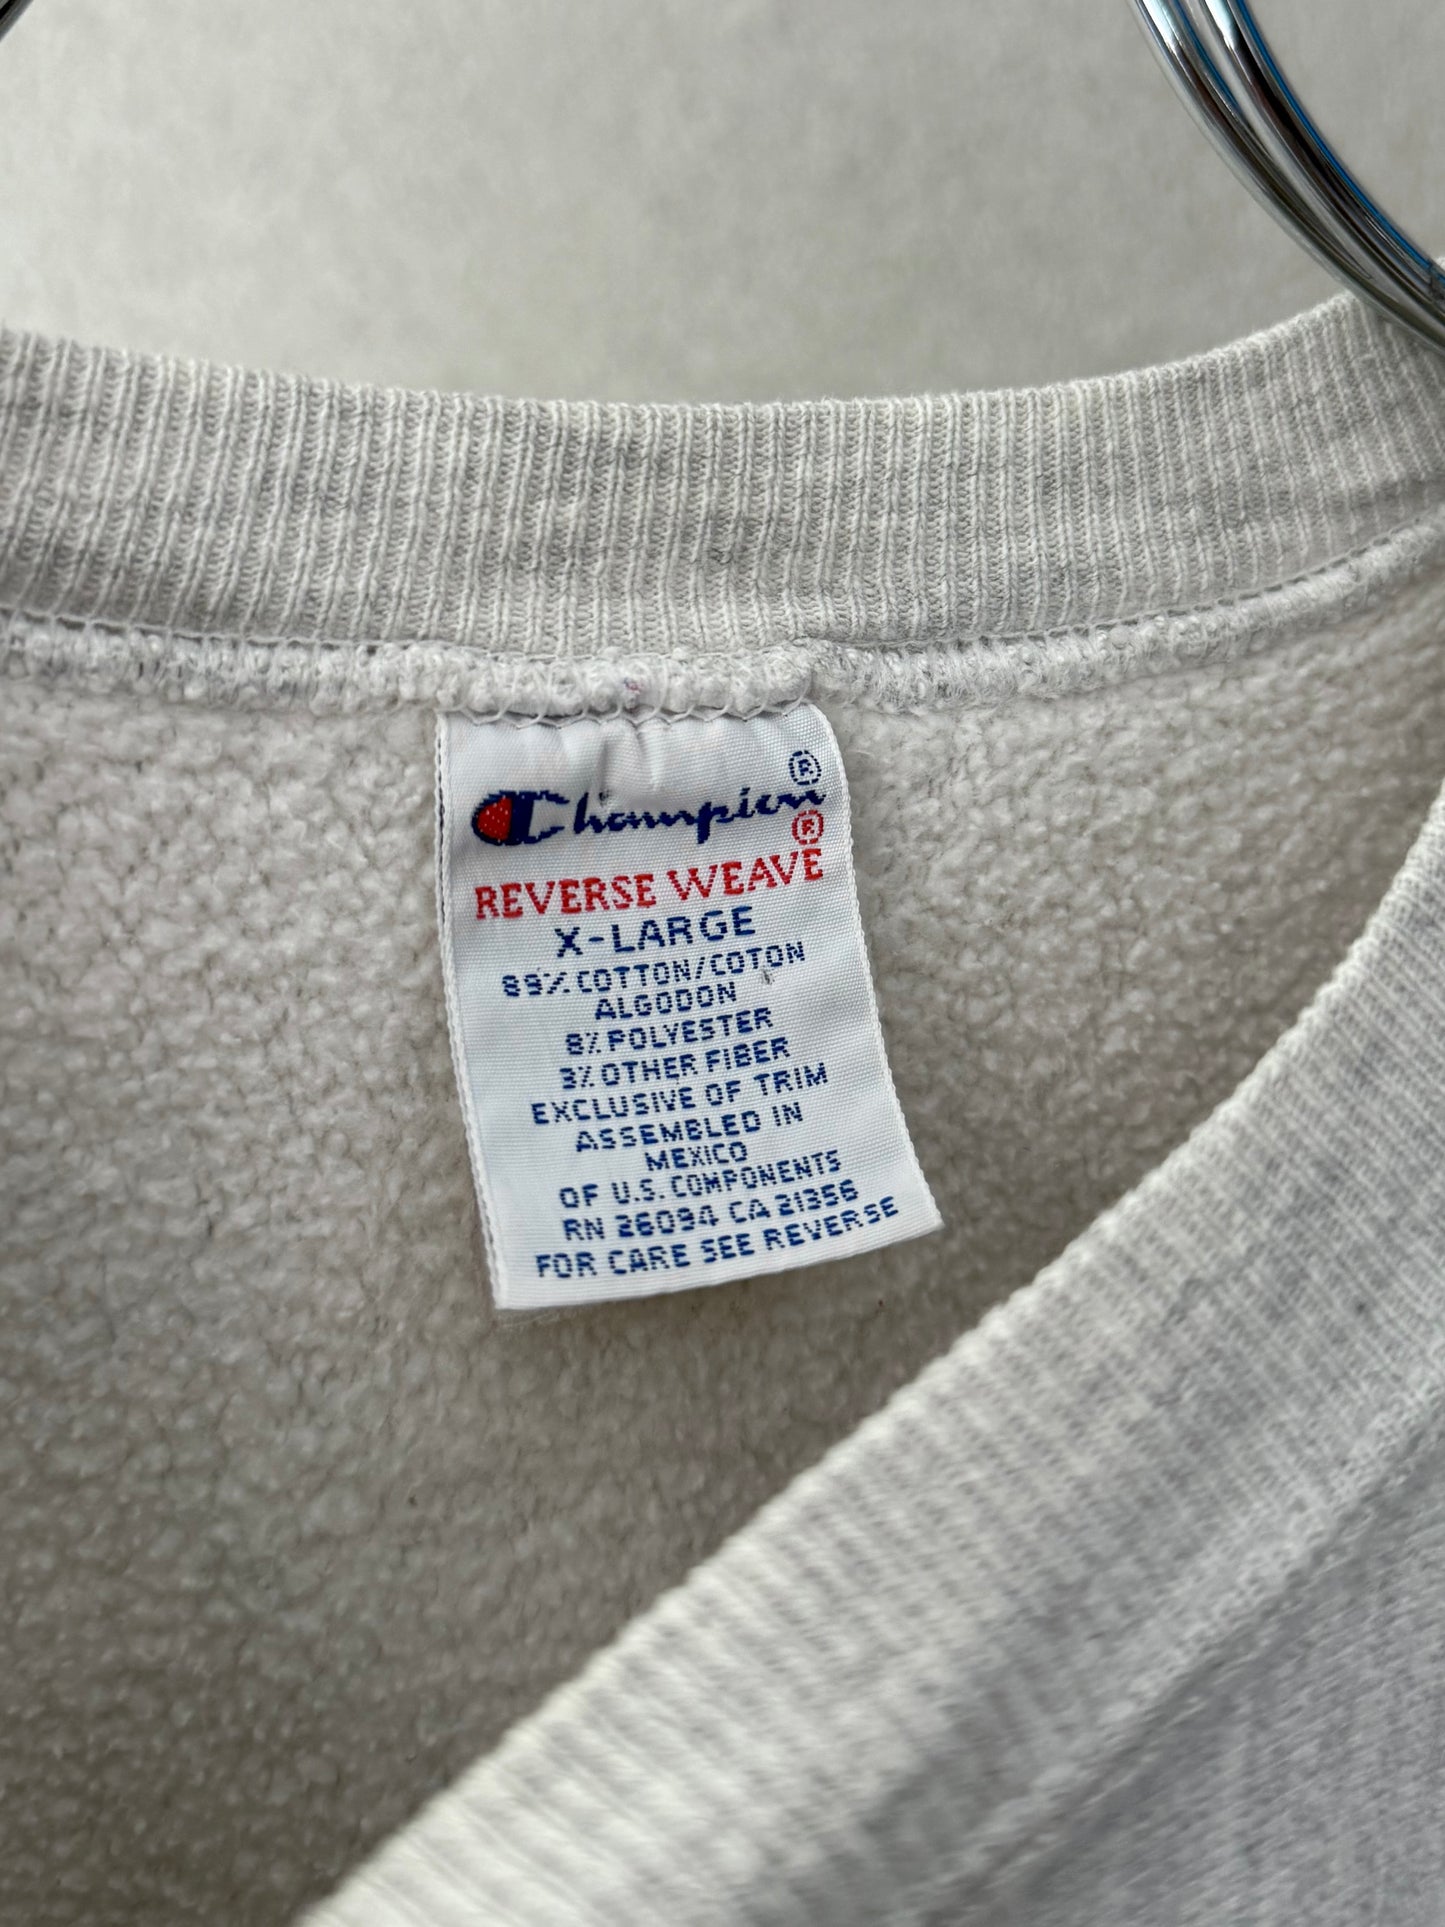 Champion®
REVERSE WEAVE®
X-LARGE
89% COTTON/COTON
ALGODON
8% POLYESTER
3% OTHER FIBER
EXCLUSIVE OF TRIM
ASSEMBLED IN
MEXICO
OF U.S. COMPONENTS
RN 26094 CA 21356
FOR CARE SEE REVERSE